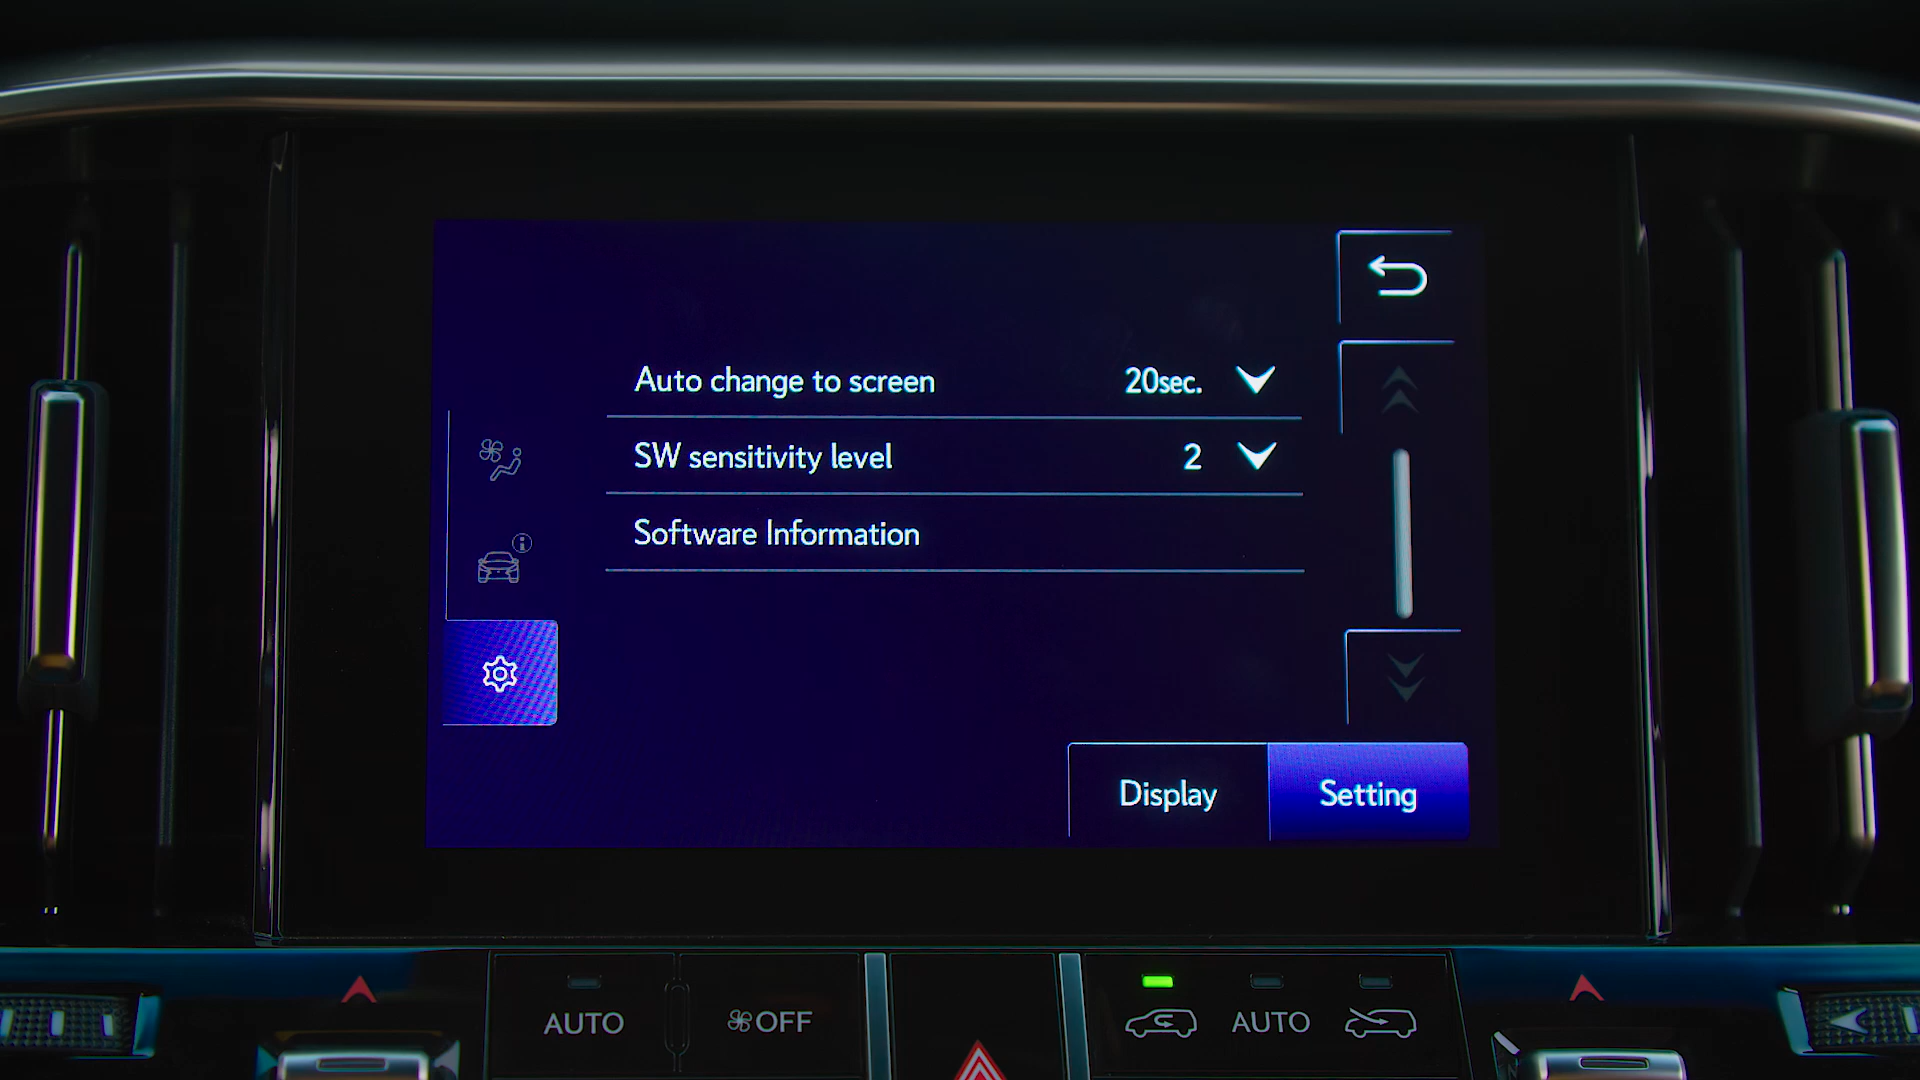 Auto change to screen 20sec.
SW sensitivity level 2
Software Information
Display Setting
AUTO OFF AUTO